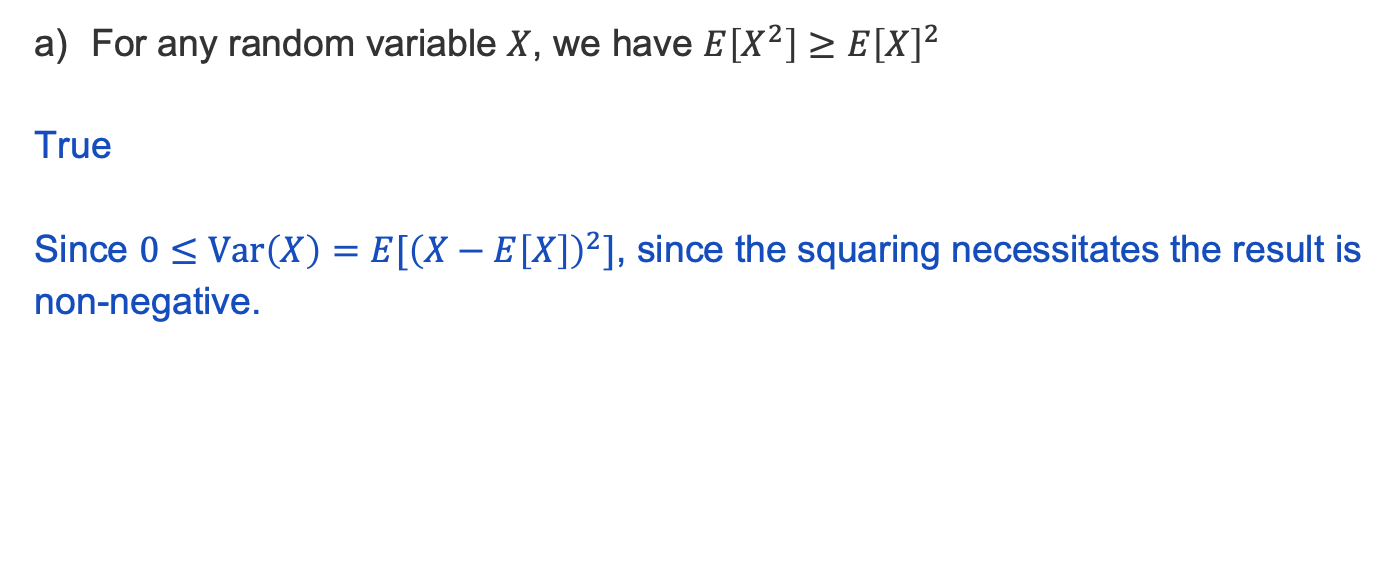 a) For any random variable X, we have E[X²] ≥ E[X]²
True
Since 0 ≤ Var(X) = E[(X − E[X])²], since the squaring necessitates the result is
non-negative.